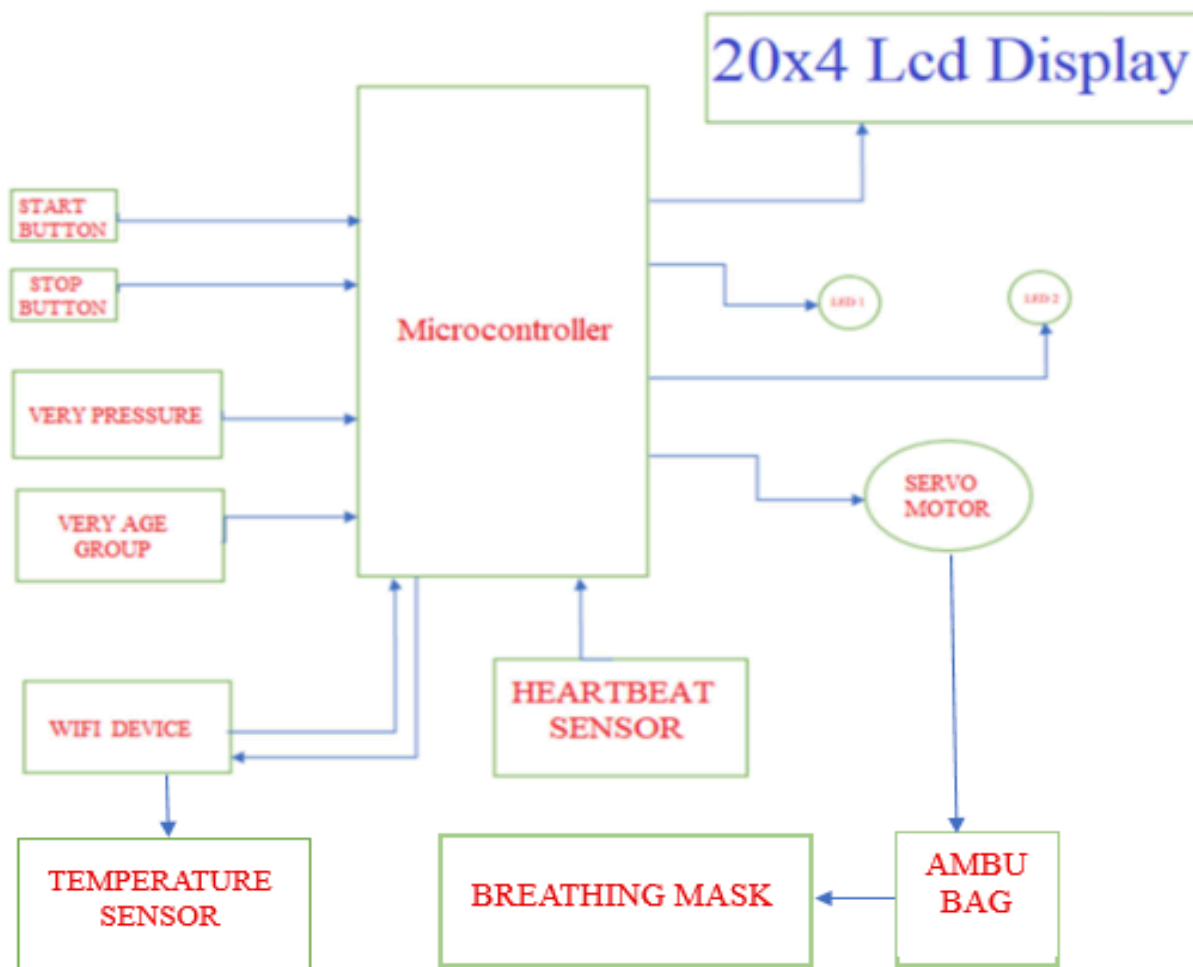 20x4 Lcd Display
START
BUTTON
STOP
BUTTON
Microcontroller
LED 1
LED 2
VERY PRESSURE
SERVO
MOTOR
VERY AGE
GROUP
HEARTBEAT
SENSOR
WIFI DEVICE
TEMPERATURE
SENSOR
BREATHING MASK
AMBU
BAG